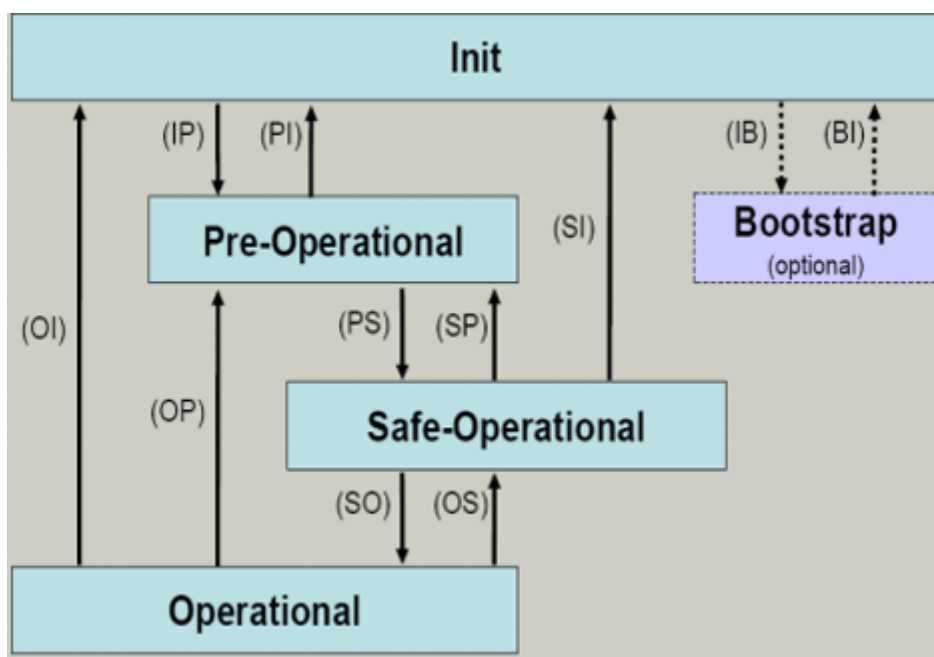 Init
(IP)
(PI)
(IB)
(BI)
Pre-Operational
(SI)
Bootstrap
(optional)
(OI)
(PS)
(SP)
(OP)
Safe-Operational
(SO)
(OS)
Operational